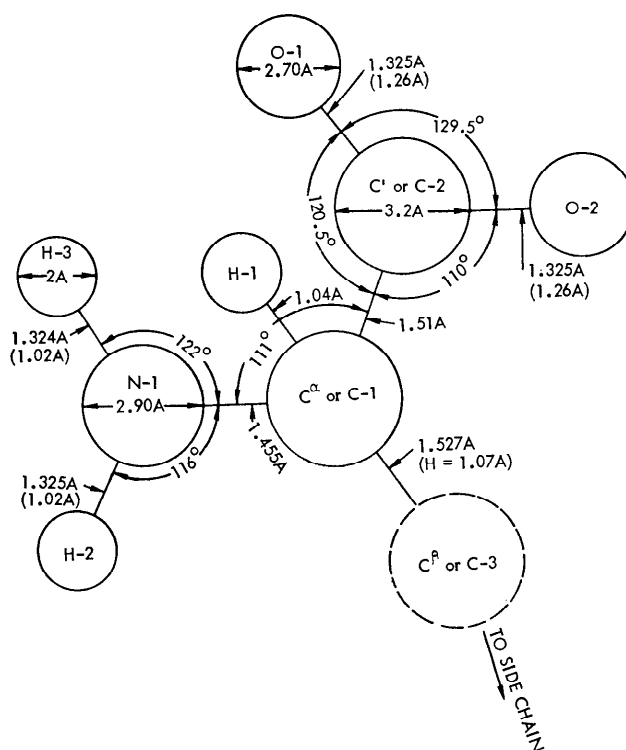 O-1
2.70A
1.325A
(1.26A)
129.5°
C' or C-2
3.2A
O-2
120.5°
110°
1.325A
(1.26A)
H-3
2A
H-1
1.04A
1.51A
1.324A
(1.02A)
122°
111°
N-1
2.90A
Cα or C-1
116°
1.455A
1.527A
(H = 1.07A)
1.325A
(1.02A)
H-2
Cβ or C-3
TO SIDE CHAIN